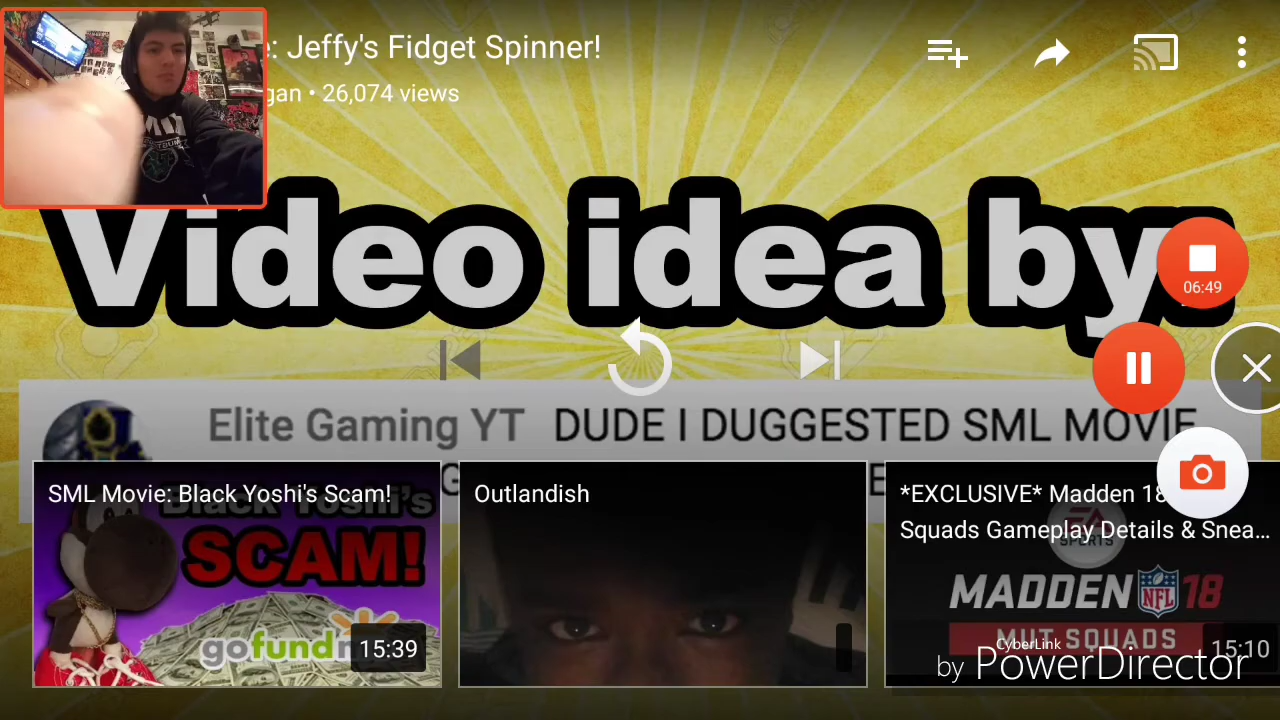 e: Jeffy's Fidget Spinner!
gan • 26,074 views
Video idea by:
06:49
Elite Gaming YT DUDE I DUGGESTED SML MOVIE
SML Movie: Black Yoshi's Scam!
Black Yoshi's
SCAM!
gofundm
15:39
Outlandish
*EXCLUSIVE* Madden 18
Squads Gameplay Details & Snea...
EA
SPORTS
MADDEN NFL 18
MUT SQUADS
15:10
CyberLink
by PowerDirector